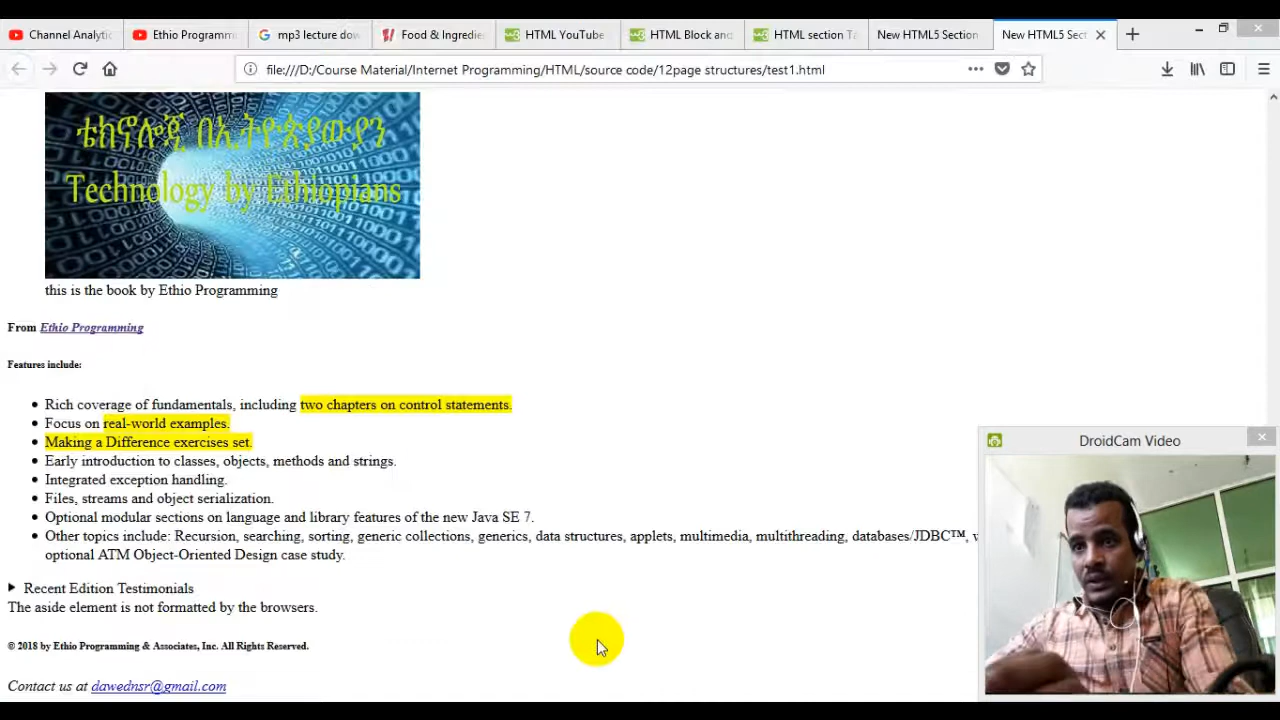 Channel Analytic
Ethio Programm
mp3 lecture dow
Food & Ingredie
HTML YouTube
HTML Block and
HTML section Ta
New HTML5 Section
New HTML5 Sect
file:///D:/Course Material/Internet Programming/HTML/source code/12page structures/test1.html
ቴክኖሎጂ በኢትዮጵያውያን
Technology by Ethiopians
this is the book by Ethio Programming
From Ethio Programming
Features include:
Rich coverage of fundamentals, including two chapters on control statements.
Focus on real-world examples.
Making a Difference exercises set.
Early introduction to classes, objects, methods and strings.
Integrated exception handling.
Files, streams and object serialization.
Optional modular sections on language and library features of the new Java SE 7.
Other topics include: Recursion, searching, sorting, generic collections, generics, data structures, applets, multimedia, multithreading, databases/JDBC™,
optional ATM Object-Oriented Design case study.
Recent Edition Testimonials
The aside element is not formatted by the browsers.
© 2018 by Ethio Programming & Associates, Inc. All Rights Reserved.
Contact us at dawednsr@gmail.com
DroidCam Video